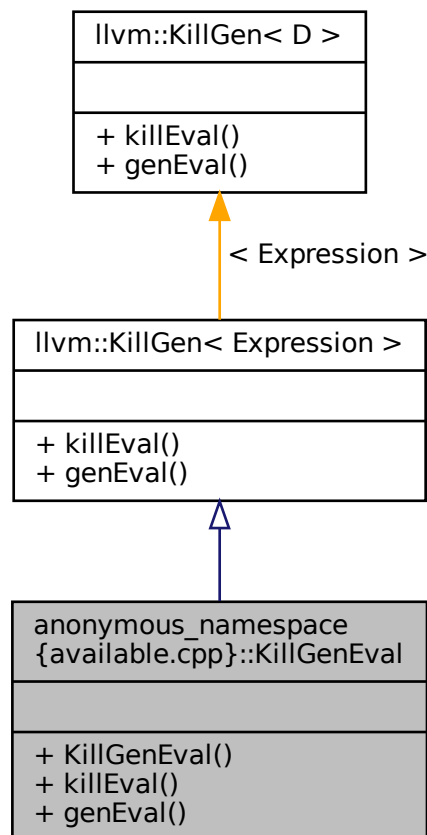 llvm::KillGen< D >
+ killEval()
+ genEval()
< Expression >
llvm::KillGen< Expression >
+ killEval()
+ genEval()
anonymous_namespace
{available.cpp}::KillGenEval
+ KillGenEval()
+ killEval()
+ genEval()